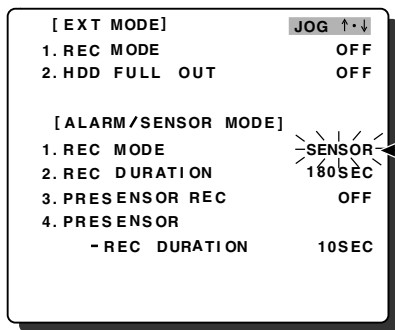 [EXT MODE] JOG ↑·↓
1. REC MODE OFF
2. HDD FULL OUT OFF
[ALARM/SENSOR MODE]
1. REC MODE SENSOR
2. REC DURATION 180SEC
3. PRESENSOR REC OFF
4. PRESENSOR
-REC DURATION 10SEC